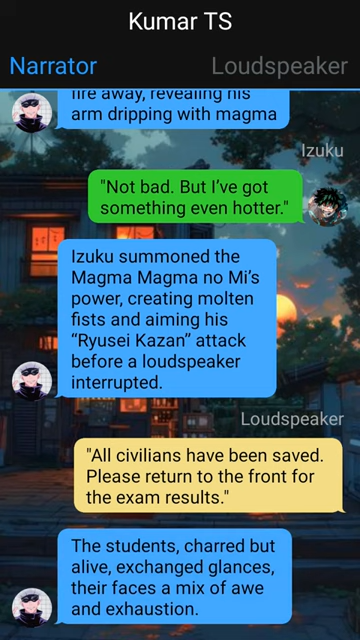 Kumar TS
Narrator
Loudspeaker
fire away, revealing his
arm dripping with magma
Izuku
"Not bad. But I’ve got
something even hotter."
Izuku summoned the
Magma Magma no Mi’s
power, creating molten
fists and aiming his
“Ryusei Kazan” attack
before a loudspeaker
interrupted.
Loudspeaker
"All civilians have been saved.
Please return to the front for
the exam results."
The students, charred but
alive, exchanged glances,
their faces a mix of awe
and exhaustion.